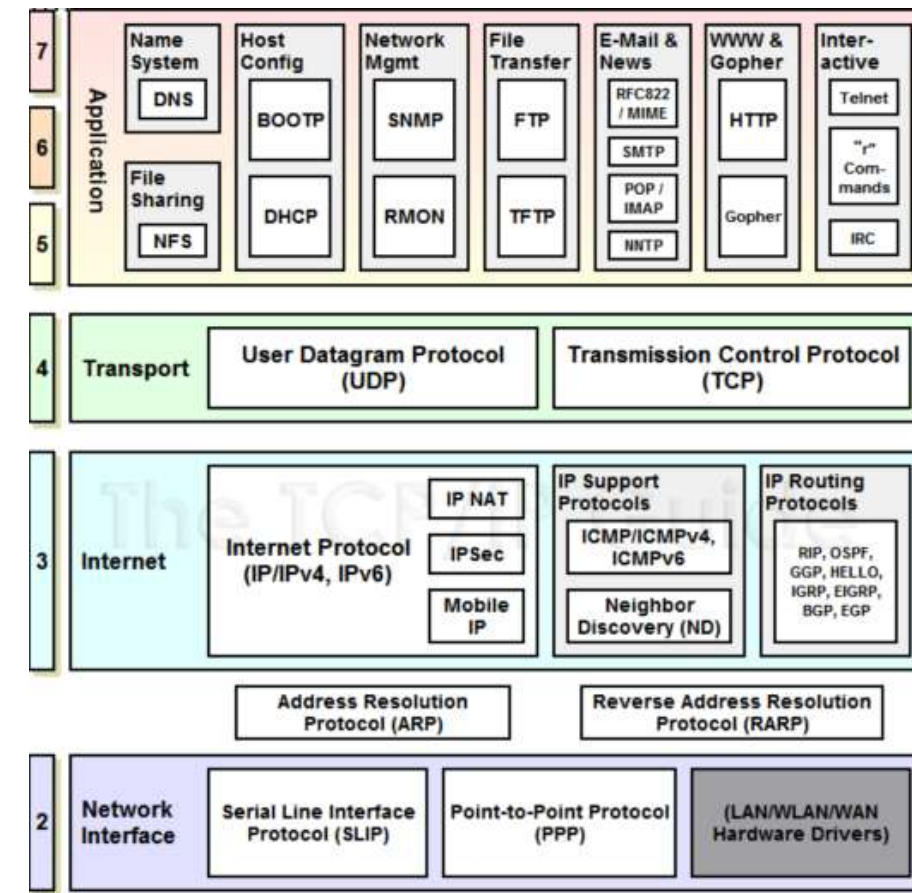 7
6
5
Application
Name
System
DNS
File
Sharing
NFS
Host
Config
BOOTP
DHCP
Network
Mgmt
SNMP
RMON
File
Transfer
FTP
TFTP
E-Mail &
News
RFC822
/ MIME
SMTP
POP /
IMAP
NNTP
WWW &
Gopher
HTTP
Gopher
Inter-
active
Telnet
"r"
Com-
mands
IRC
4
Transport
User Datagram Protocol
(UDP)
Transmission Control Protocol
(TCP)
3
Internet
The TCP/IP Guide
Internet Protocol
(IP/IPv4, IPv6)
IP NAT
IPSec
Mobile
IP
IP Support
Protocols
ICMP/ICMPv4,
ICMPv6
Neighbor
Discovery (ND)
IP Routing
Protocols
RIP, OSPF,
GGP, HELLO,
IGRP, EIGRP,
BGP, EGP
Address Resolution
Protocol (ARP)
Reverse Address Resolution
Protocol (RARP)
2
Network
Interface
Serial Line Interface
Protocol (SLIP)
Point-to-Point Protocol
(PPP)
(LAN/WLAN/WAN
Hardware Drivers)